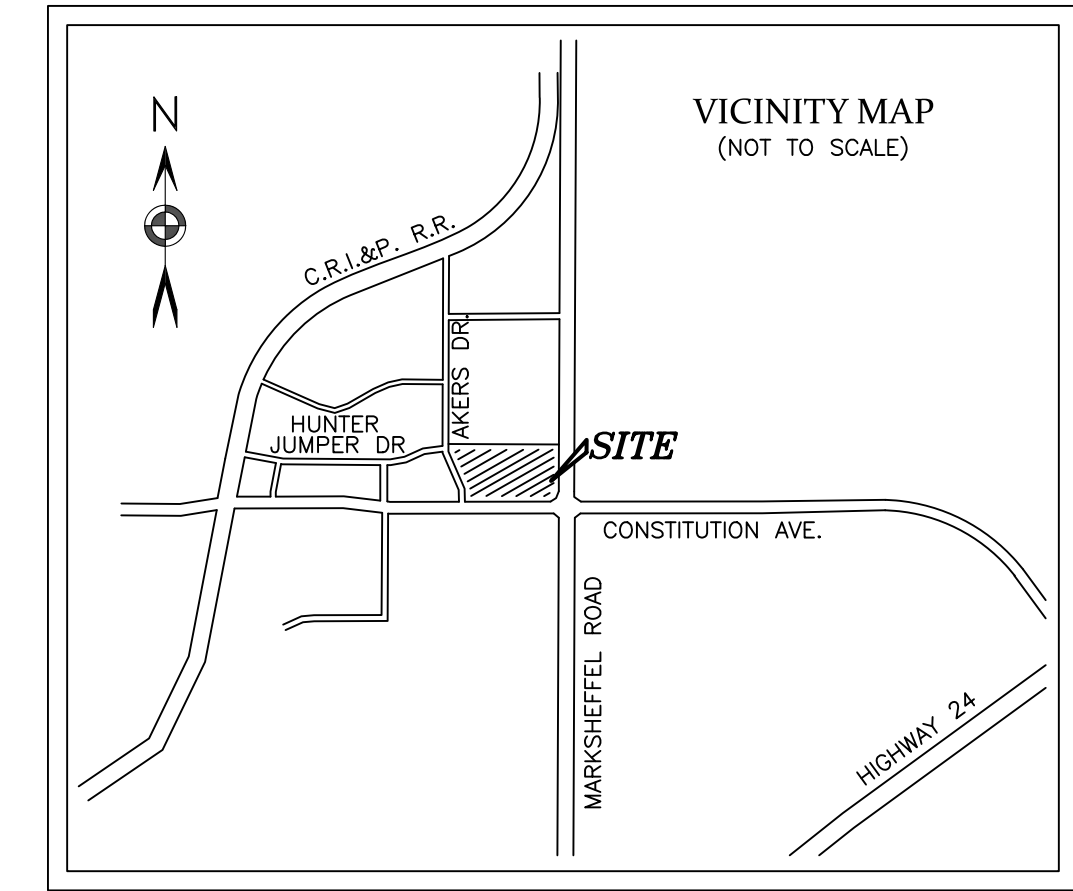 VICINITY MAP
(NOT TO SCALE)
N
C.R.I.&P. R.R.
AKERS DR.
HUNTER
JUMPER DR
SITE
CONSTITUTION AVE.
MARKSHEFFEL ROAD
HIGHWAY 24